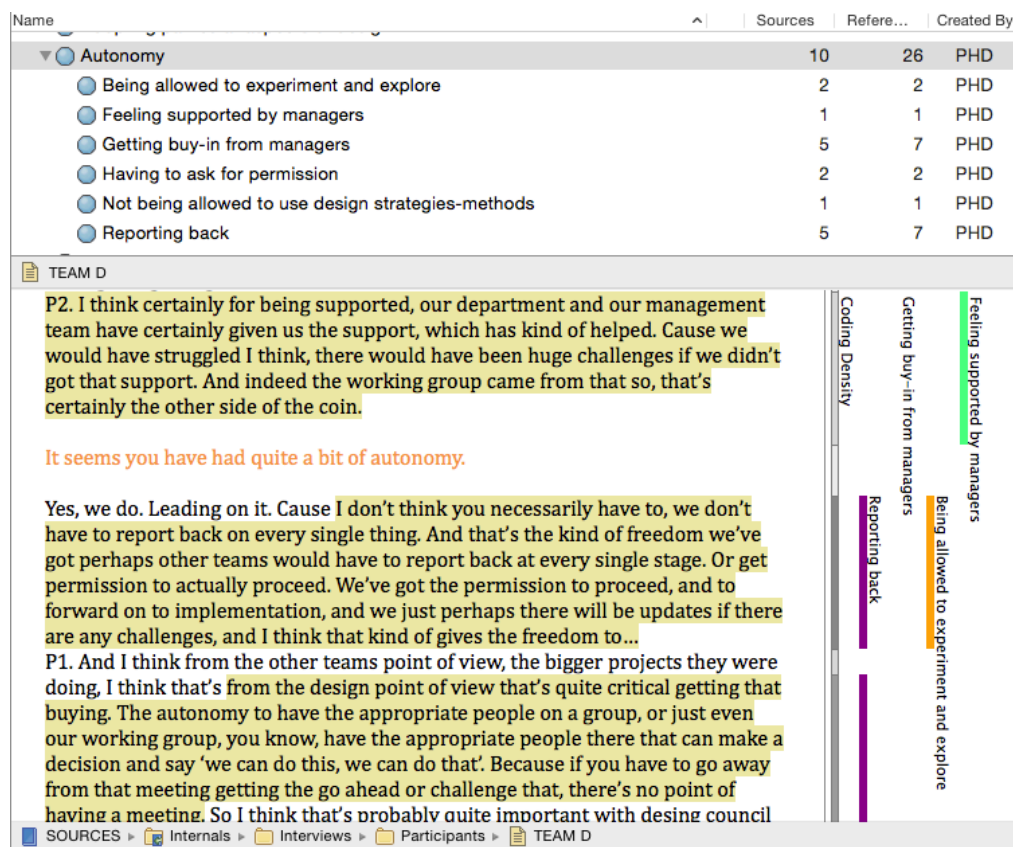 Name Sources Refere... Created By
Autonomy 10 26 PHD
Being allowed to experiment and explore 2 2 PHD
Feeling supported by managers 1 1 PHD
Getting buy-in from managers 5 7 PHD
Having to ask for permission 2 2 PHD
Not being allowed to use design strategies-methods 1 1 PHD
Reporting back 5 7 PHD
TEAM D
P2. I think certainly for being supported, our department and our management
team have certainly given us the support, which has kind of helped. Cause we
would have struggled I think, there would have been huge challenges if we didn't
got that support. And indeed the working group came from that so, that's
certainly the other side of the coin.
It seems you have had quite a bit of autonomy.
Yes, we do. Leading on it. Cause I don't think you necessarily have to, we don't
have to report back on every single thing. And that's the kind of freedom we've
got perhaps other teams would have to report back at every single stage. Or get
permission to actually proceed. We've got the permission to proceed, and to
forward on to implementation, and we just perhaps there will be updates if there
are any challenges, and I think that kind of gives the freedom to...
P1. And I think from the other teams point of view, the bigger projects they were
doing, I think that's from the design point of view that's quite critical getting that
buying. The autonomy to have the appropriate people on a group, or just even
our working group, you know, have the appropriate people there that can make a
decision and say 'we can do this, we can do that'. Because if you have to go away
from that meeting getting the go ahead or challenge that, there's no point of
having a meeting. So I think that's probably quite important with desing council
Coding Density
Reporting back
Getting buy-in from managers
Being allowed to experiment and explore
Feeling supported by managers
SOURCES Internals Interviews Participants TEAM D